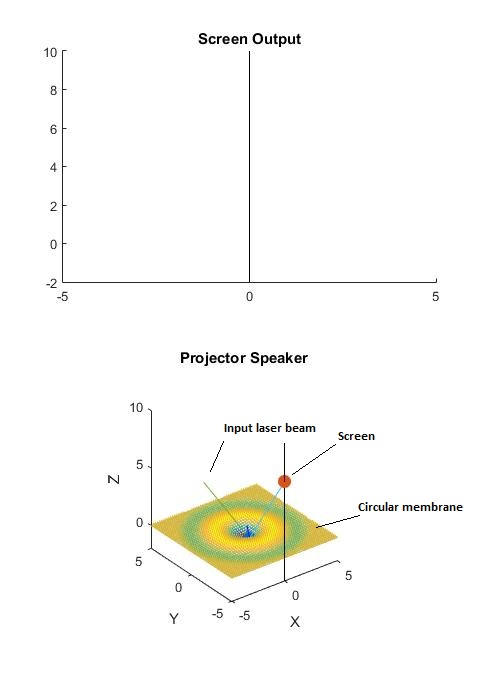 Screen Output
10
8
6
4
2
0
-2
-5 0 5
Projector Speaker
10
Input laser beam
Screen
5
Z
Circular membrane
0
5
5
0
0
-5 -5
Y X